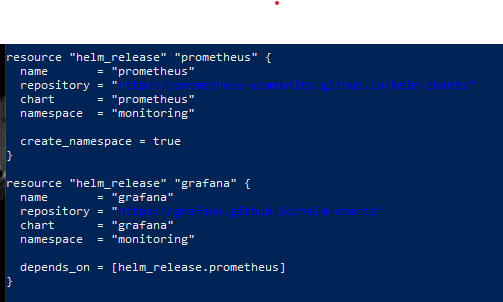 resource "helm_release" "prometheus" {
name = "prometheus"
repository = "https://prometheus-community.github.io/helm-charts"
chart = "prometheus"
namespace = "monitoring"
create_namespace = true
}
resource "helm_release" "grafana" {
name = "grafana"
repository = "https://grafana.github.io/helm-charts"
chart = "grafana"
namespace = "monitoring"
depends_on = [helm_release.prometheus]
}